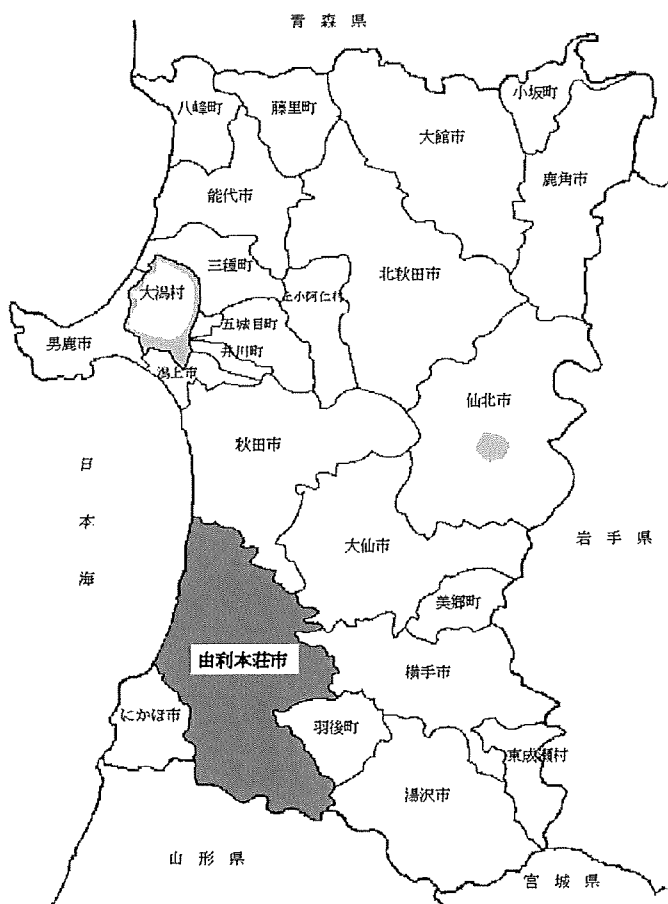 青森県
八峰町
藤里町
大館市
小坂町
鹿角市
能代市
三種町
北秋田市
上小阿仁村
大潟村
男鹿市
五城目町
井川町
潟上市
仙北市
秋田市
日本海
大仙市
岩手県
美郷町
由利本荘市
横手市
にかほ市
羽後町
東成瀬村
湯沢市
山形県
宮城県